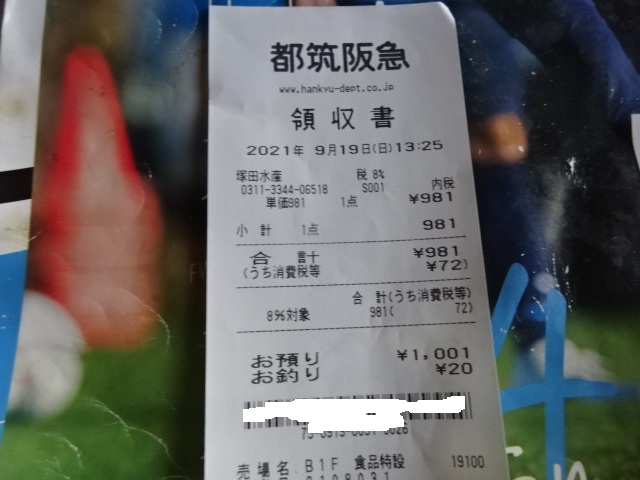 都筑阪急
www.hankyu-dept.co.jp
領収書
2021年 9月19日(日)13:25
塚田水産 税 8%
0311-3344-06518 S001 内税
単価981 1点 ¥981
小 計 1点 981
合 計 ¥981
(うち消費税等 ¥72)
合 計(うち消費税等)
8%対象 981( 72)
お預り ¥1,001
お釣り ¥20
売場名:B1F 食品特設 19100